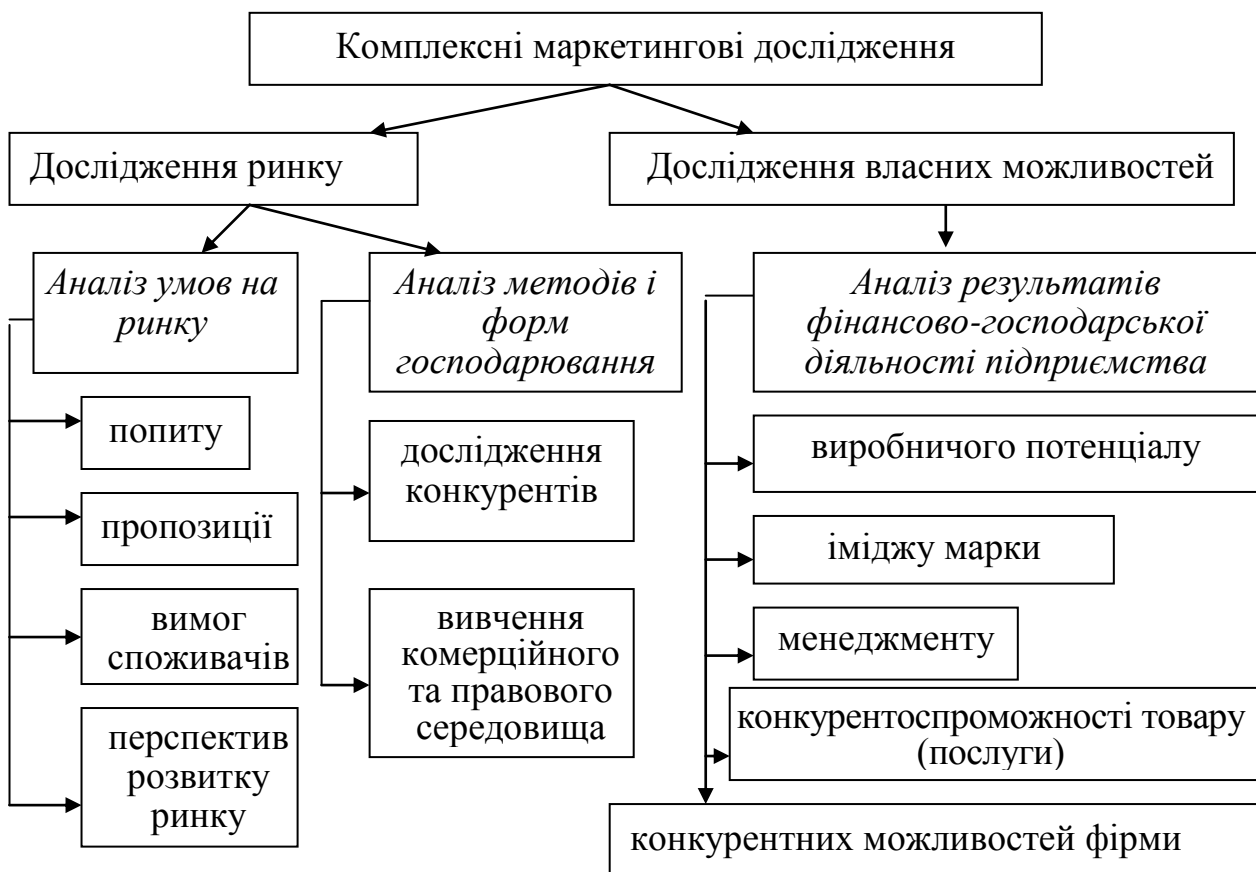 Комплексні маркетингові дослідження
Дослідження ринку
Дослідження власних можливостей
Аналіз умов на
ринку
Аналіз методів і
форм
господарювання
Аналіз результатів
фінансово-господарської
діяльності підприємства
попиту
пропозиції
вимог
споживачів
перспектив
розвитку
ринку
дослідження
конкурентів
вивчення
комерційного
та правового
середовища
виробничого потенціалу
іміджу марки
менеджменту
конкурентоспроможності товару
(послуги)
конкурентних можливостей фірми